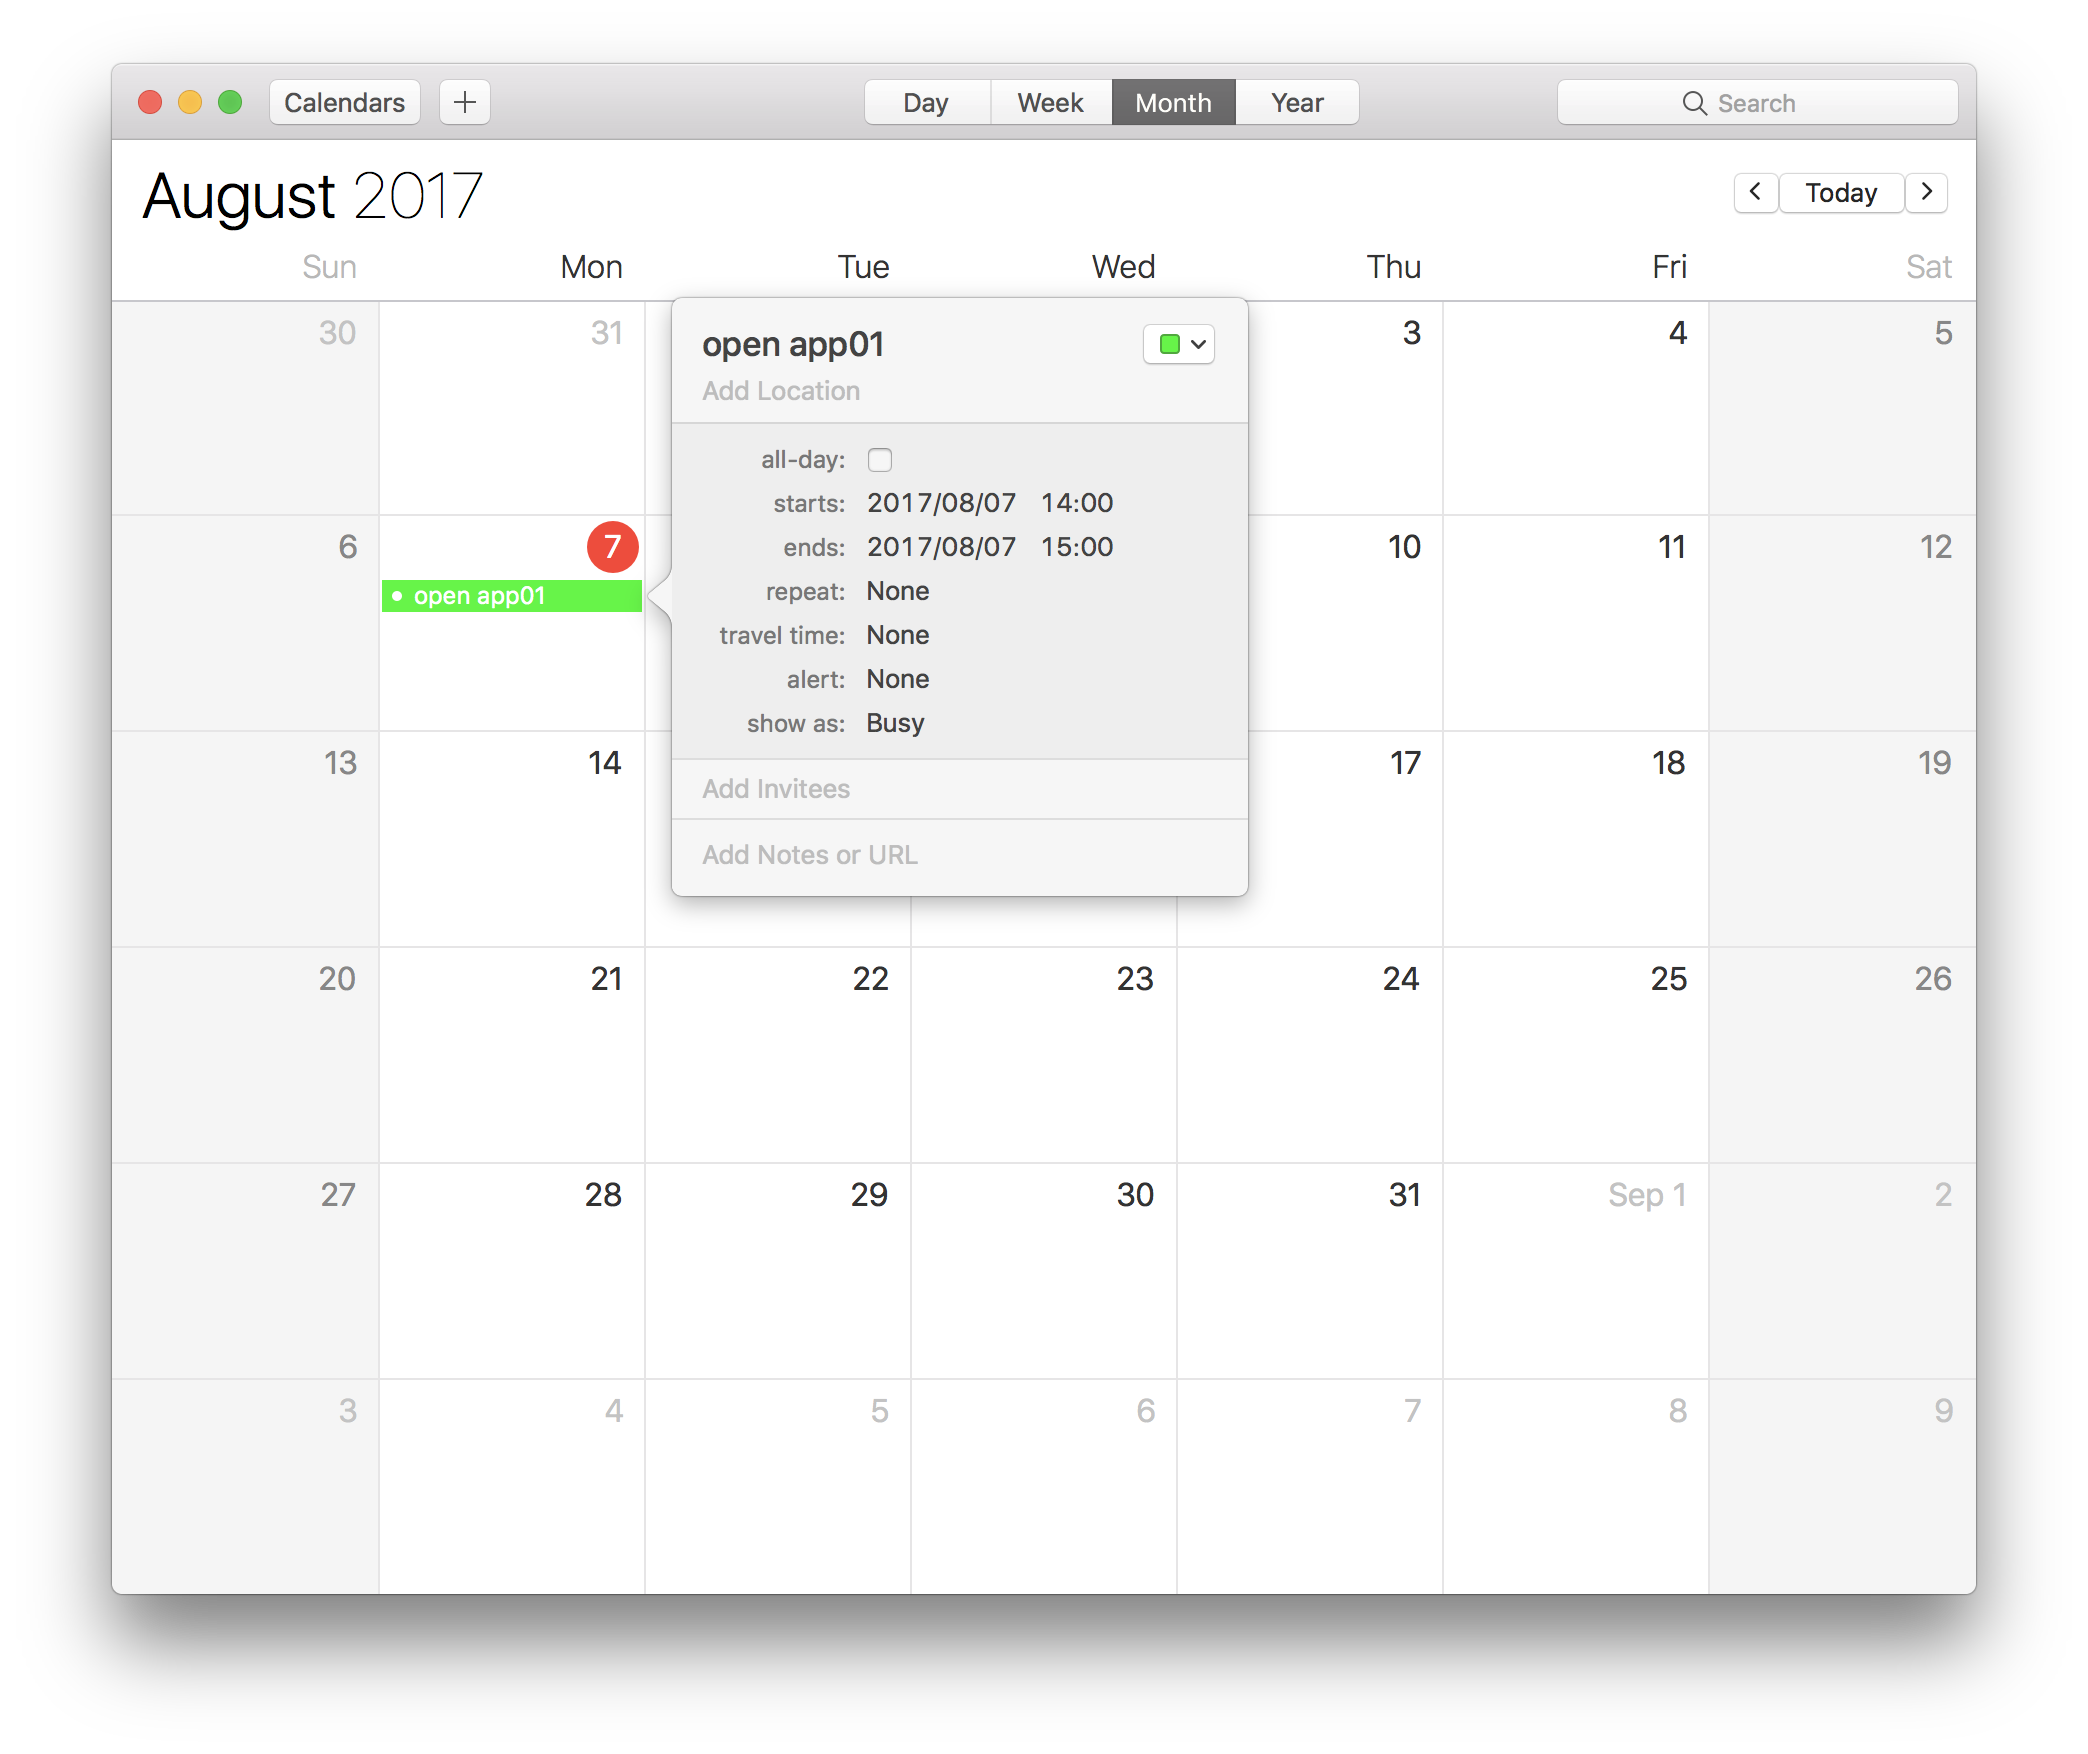 Calendars + Day Week Month Year Search
August 2017
< Today >
Sun Mon Tue Wed Thu Fri Sat
30 31 3 4 5
open app01
Add Location
all-day:
starts: 2017/08/07 14:00
ends: 2017/08/07 15:00
repeat: None
travel time: None
alert: None
show as: Busy
Add Invitees
Add Notes or URL
6 7 10 11 12
open app01
13 14 17 18 19
20 21 22 23 24 25 26
27 28 29 30 31 Sep 1 2
3 4 5 6 7 8 9